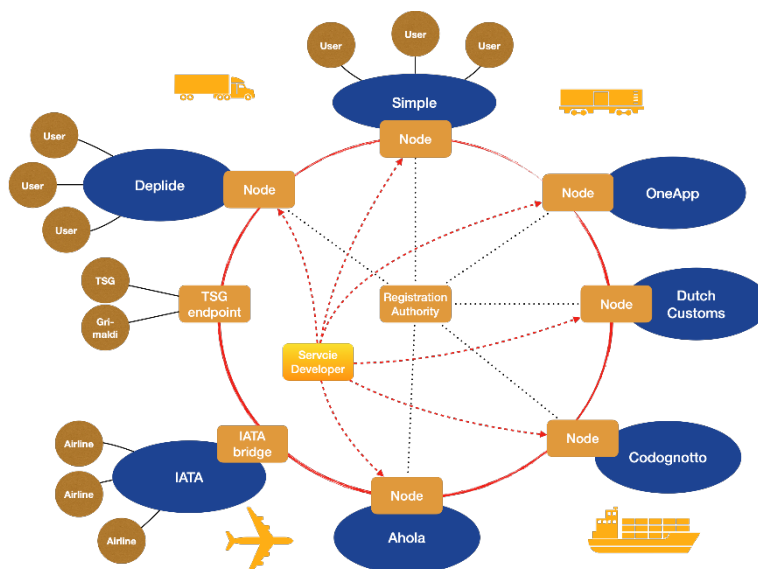 User
User
User
Simple
Node
User
User
User
Deplide
Node
Node
OneApp
TSG
Gri-
maldi
TSG
endpoint
Registration
Authority
Node
Dutch
Customs
Servcie
Developer
Airline
Airline
Airline
IATA
bridge
IATA
Node
Codognotto
Node
Ahola